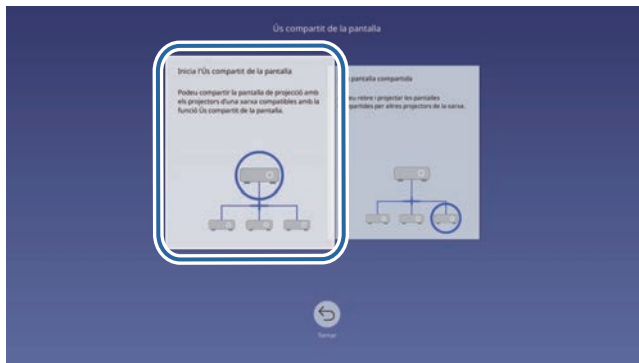 Ús compartit de la pantalla
Inicia l'Ús compartit de la pantalla
Podeu compartir la pantalla de projecció amb
els projectors d'una xarxa compatibles amb la
funció Ús compartit de la pantalla.
pantalla compartida
rebre i projectar les pantalles
per altres projectors de la xarxa.
Tornar